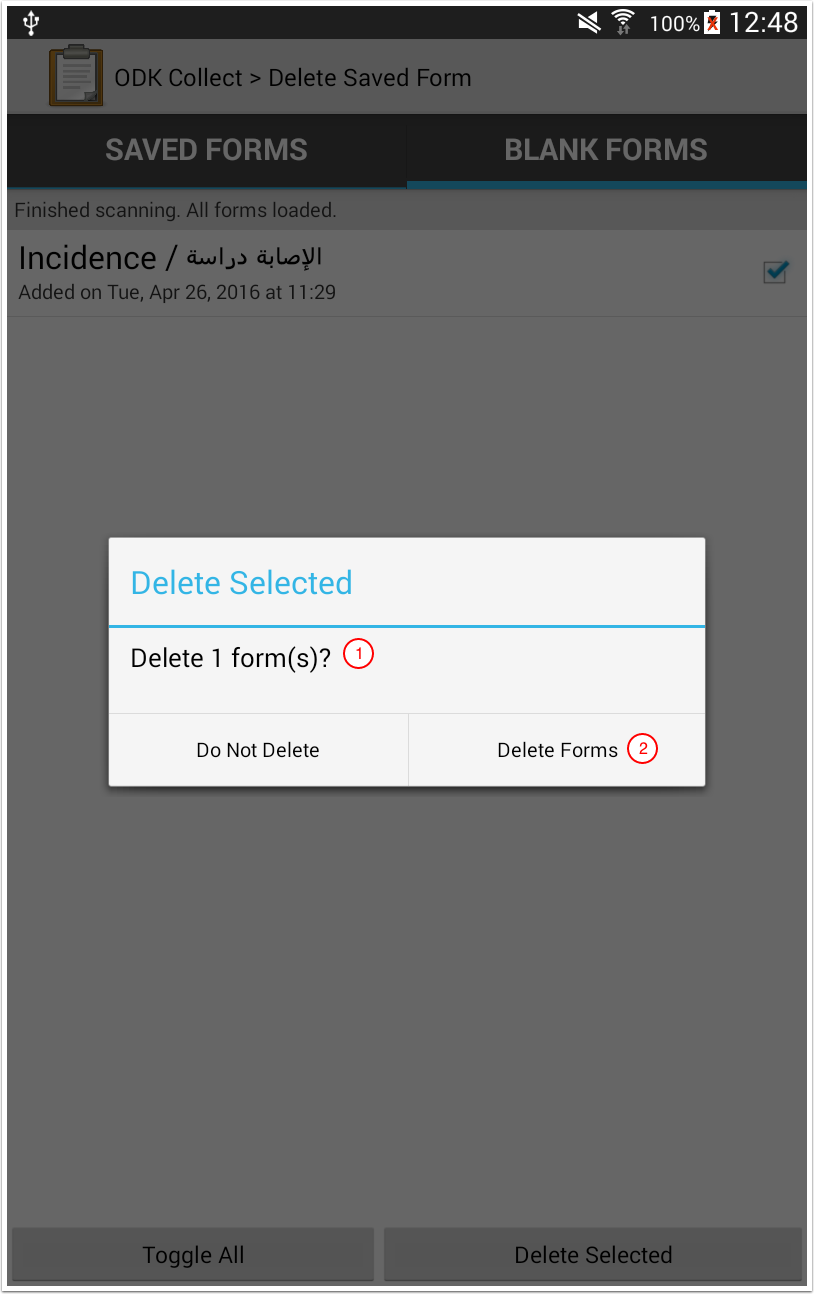 100% 12:48
ODK Collect > Delete Saved Form
SAVED FORMS BLANK FORMS
Finished scanning. All forms loaded.
Incidence / الإصابة دراسة
Added on Tue, Apr 26, 2016 at 11:29
Delete Selected
Delete 1 form(s)? 1
Do Not Delete Delete Forms 2
Toggle All Delete Selected